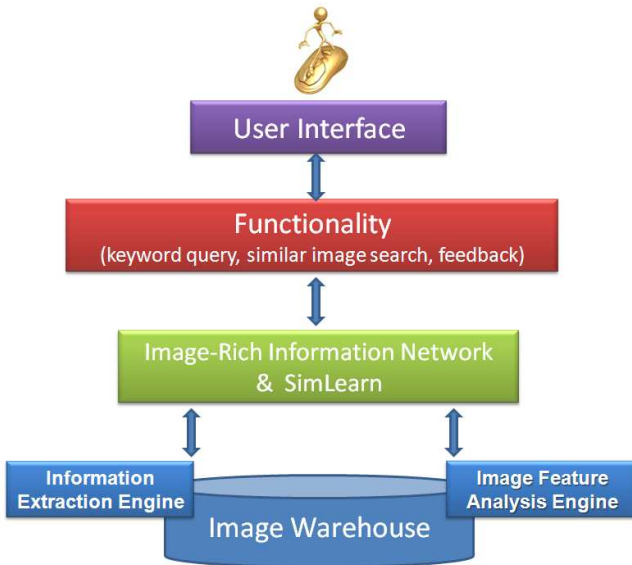 User Interface
Functionality
(keyword query, similar image search, feedback)
Image-Rich Information Network
& SimLearn
Information
Extraction Engine
Image Feature
Analysis Engine
Image Warehouse